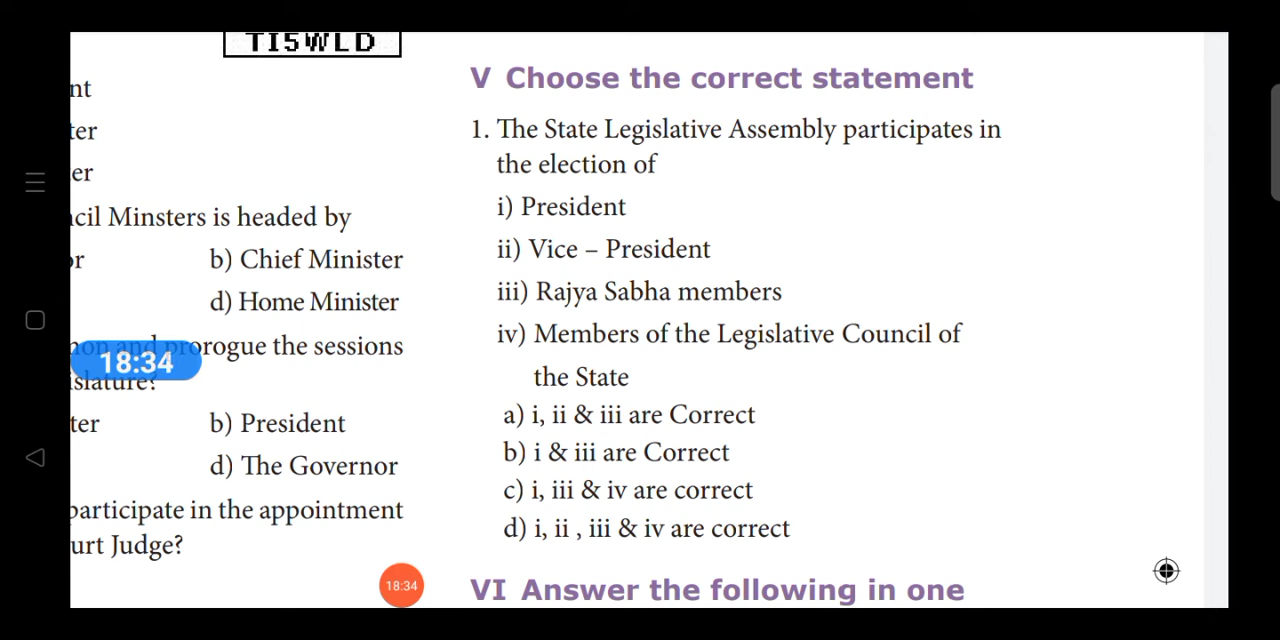 TI5WLD
nt
ter
er
cil Minsters is headed by
or
b) Chief Minister
d) Home Minister
and prorogue the sessions
18:34
islature?
ter
b) President
d) The Governor
participate in the appointment
urt Judge?
18:34
V Choose the correct statement
1. The State Legislative Assembly participates in
the election of
i) President
ii) Vice – President
iii) Rajya Sabha members
iv) Members of the Legislative Council of
the State
a) i, ii & iii are Correct
b) i & iii are Correct
c) i, iii & iv are correct
d) i, ii , iii & iv are correct
VI Answer the following in one